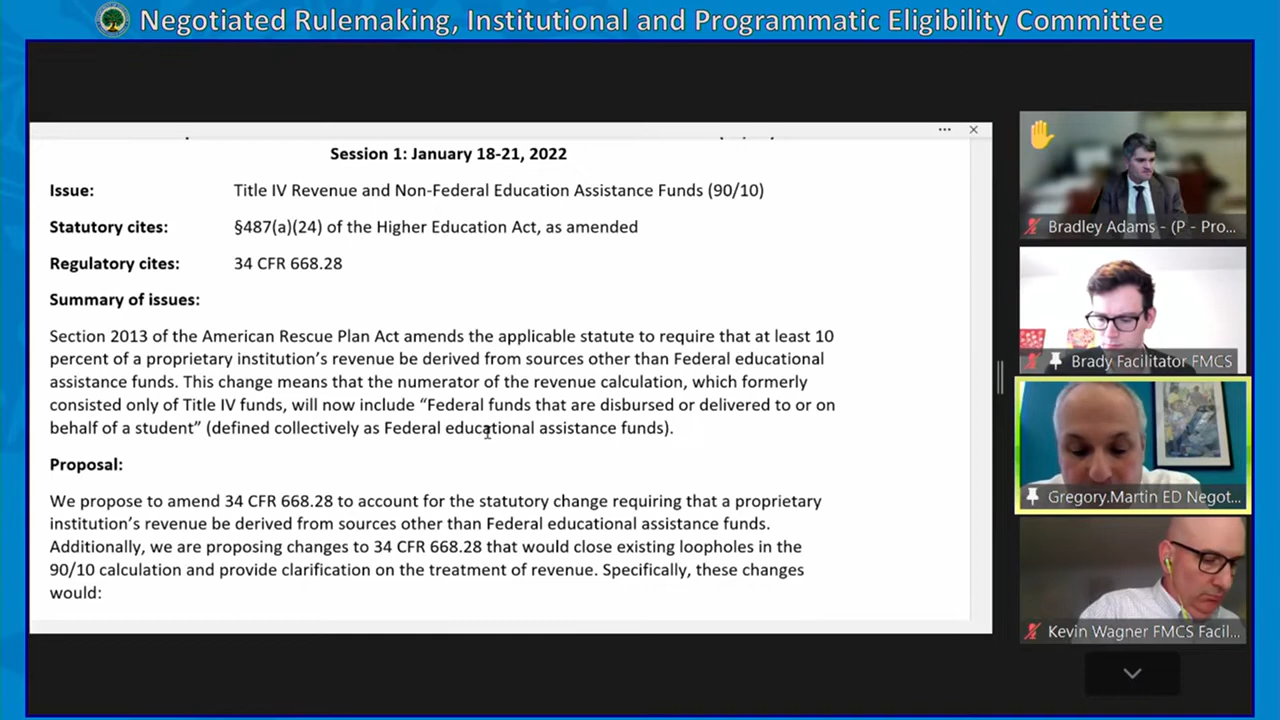 Negotiated Rulemaking, Institutional and Programmatic Eligibility Committee
Session 1: January 18-21, 2022
Issue: Title IV Revenue and Non-Federal Education Assistance Funds (90/10)
Statutory cites: §487(a)(24) of the Higher Education Act, as amended
Regulatory cites: 34 CFR 668.28
Summary of issues:
Section 2013 of the American Rescue Plan Act amends the applicable statute to require that at least 10
percent of a proprietary institution's revenue be derived from sources other than Federal educational
assistance funds. This change means that the numerator of the revenue calculation, which formerly
consisted only of Title IV funds, will now include “Federal funds that are disbursed or delivered to or on
behalf of a student” (defined collectively as Federal educational assistance funds).
Proposal:
We propose to amend 34 CFR 668.28 to account for the statutory change requiring that a proprietary
institution's revenue be derived from sources other than Federal educational assistance funds.
Additionally, we are proposing changes to 34 CFR 668.28 that would close existing loopholes in the
90/10 calculation and provide clarification on the treatment of revenue. Specifically, these changes
would:
Bradley Adams - (P - Pro...
Brady Facilitator FMCS
Gregory.Martin ED Negot...
Kevin Wagner FMCS Facil...